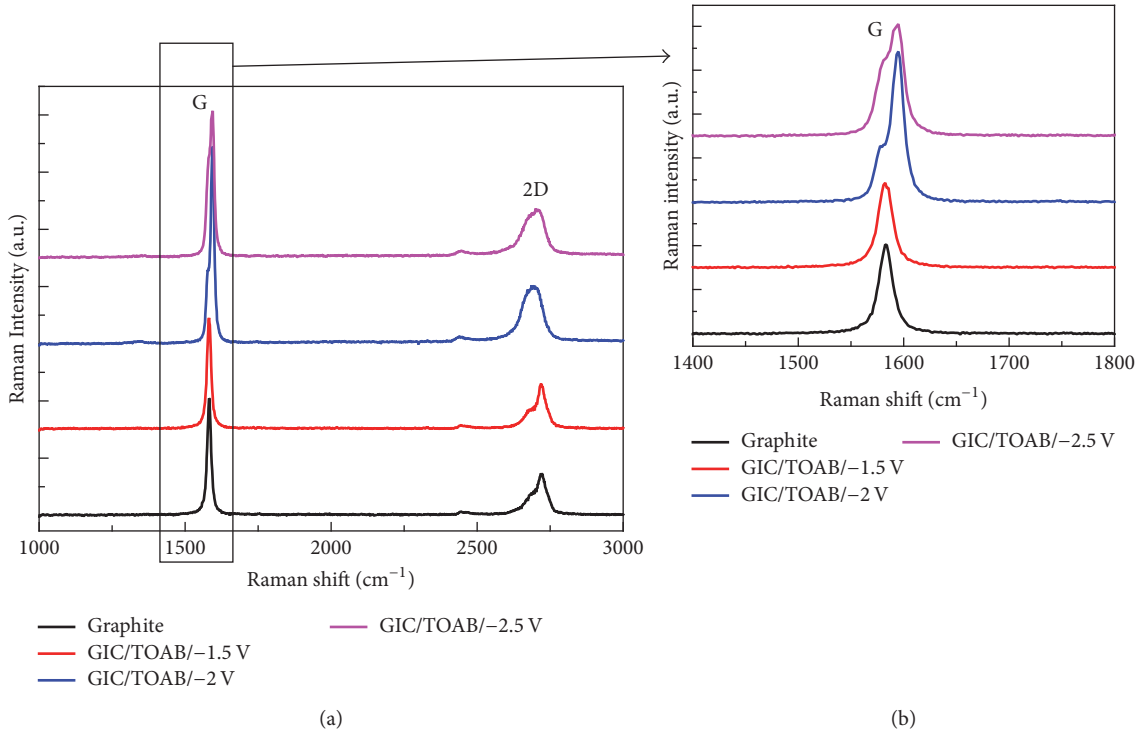 G
2D
Raman Intensity (a.u.)
1000 1500 2000 2500 3000
Raman shift (cm−1)
Graphite
GIC/TOAB/−1.5 V
GIC/TOAB/−2 V
GIC/TOAB/−2.5 V
(a)
G
Raman intensity (a.u.)
1400 1500 1600 1700 1800
Raman shift (cm−1)
Graphite
GIC/TOAB/−1.5 V
GIC/TOAB/−2 V
GIC/TOAB/−2.5 V
(b)